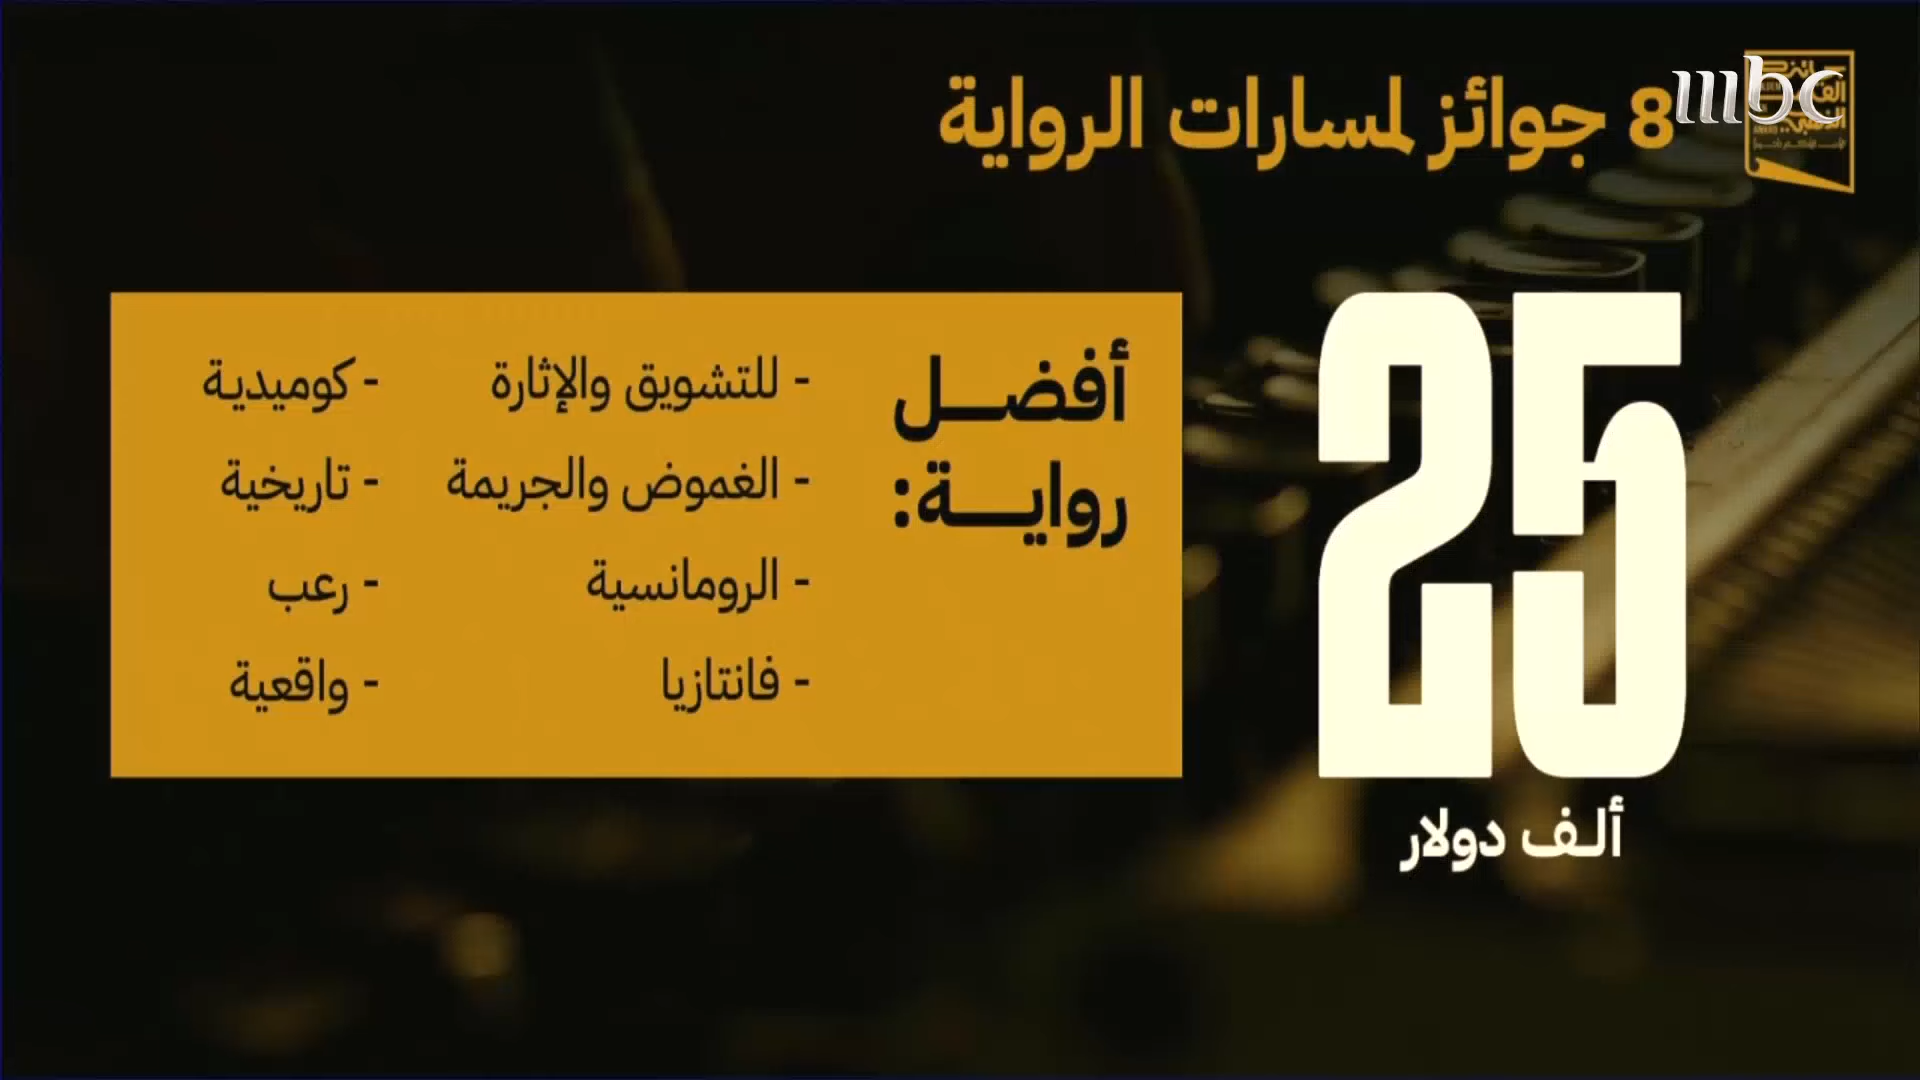 8 جوائز لمسارات الرواية
mbc
25
ألف دولار
أفضل
رواية:
- للتشويق والإثارة
- الغموض والجريمة
- الرومانسية
- فانتازيا
- كوميدية
- تاريخية
- رعب
- واقعية